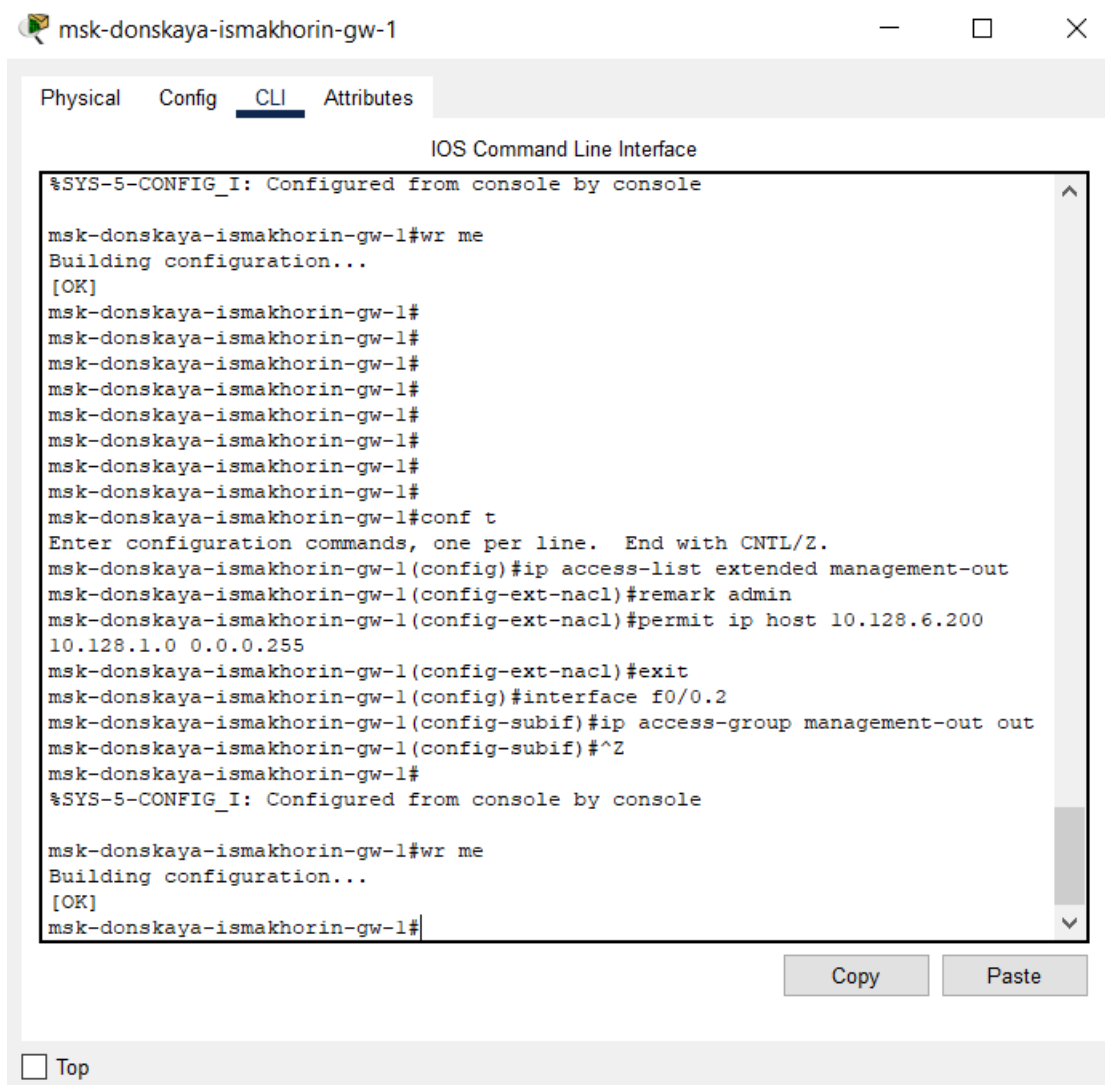 msk-donskaya-ismakhorin-gw-1
Physical Config CLI Attributes
IOS Command Line Interface
%SYS-5-CONFIG_I: Configured from console by console
msk-donskaya-ismakhorin-gw-1#wr me
Building configuration...
[OK]
msk-donskaya-ismakhorin-gw-1#
msk-donskaya-ismakhorin-gw-1#
msk-donskaya-ismakhorin-gw-1#
msk-donskaya-ismakhorin-gw-1#
msk-donskaya-ismakhorin-gw-1#
msk-donskaya-ismakhorin-gw-1#
msk-donskaya-ismakhorin-gw-1#
msk-donskaya-ismakhorin-gw-1#
msk-donskaya-ismakhorin-gw-1#conf t
Enter configuration commands, one per line.  End with CNTL/Z.
msk-donskaya-ismakhorin-gw-1(config)#ip access-list extended management-out
msk-donskaya-ismakhorin-gw-1(config-ext-nacl)#remark admin
msk-donskaya-ismakhorin-gw-1(config-ext-nacl)#permit ip host 10.128.6.200
10.128.1.0 0.0.0.255
msk-donskaya-ismakhorin-gw-1(config-ext-nacl)#exit
msk-donskaya-ismakhorin-gw-1(config)#interface f0/0.2
msk-donskaya-ismakhorin-gw-1(config-subif)#ip access-group management-out out
msk-donskaya-ismakhorin-gw-1(config-subif)#^Z
msk-donskaya-ismakhorin-gw-1#
%SYS-5-CONFIG_I: Configured from console by console
msk-donskaya-ismakhorin-gw-1#wr me
Building configuration...
[OK]
msk-donskaya-ismakhorin-gw-1#
Copy Paste
Top